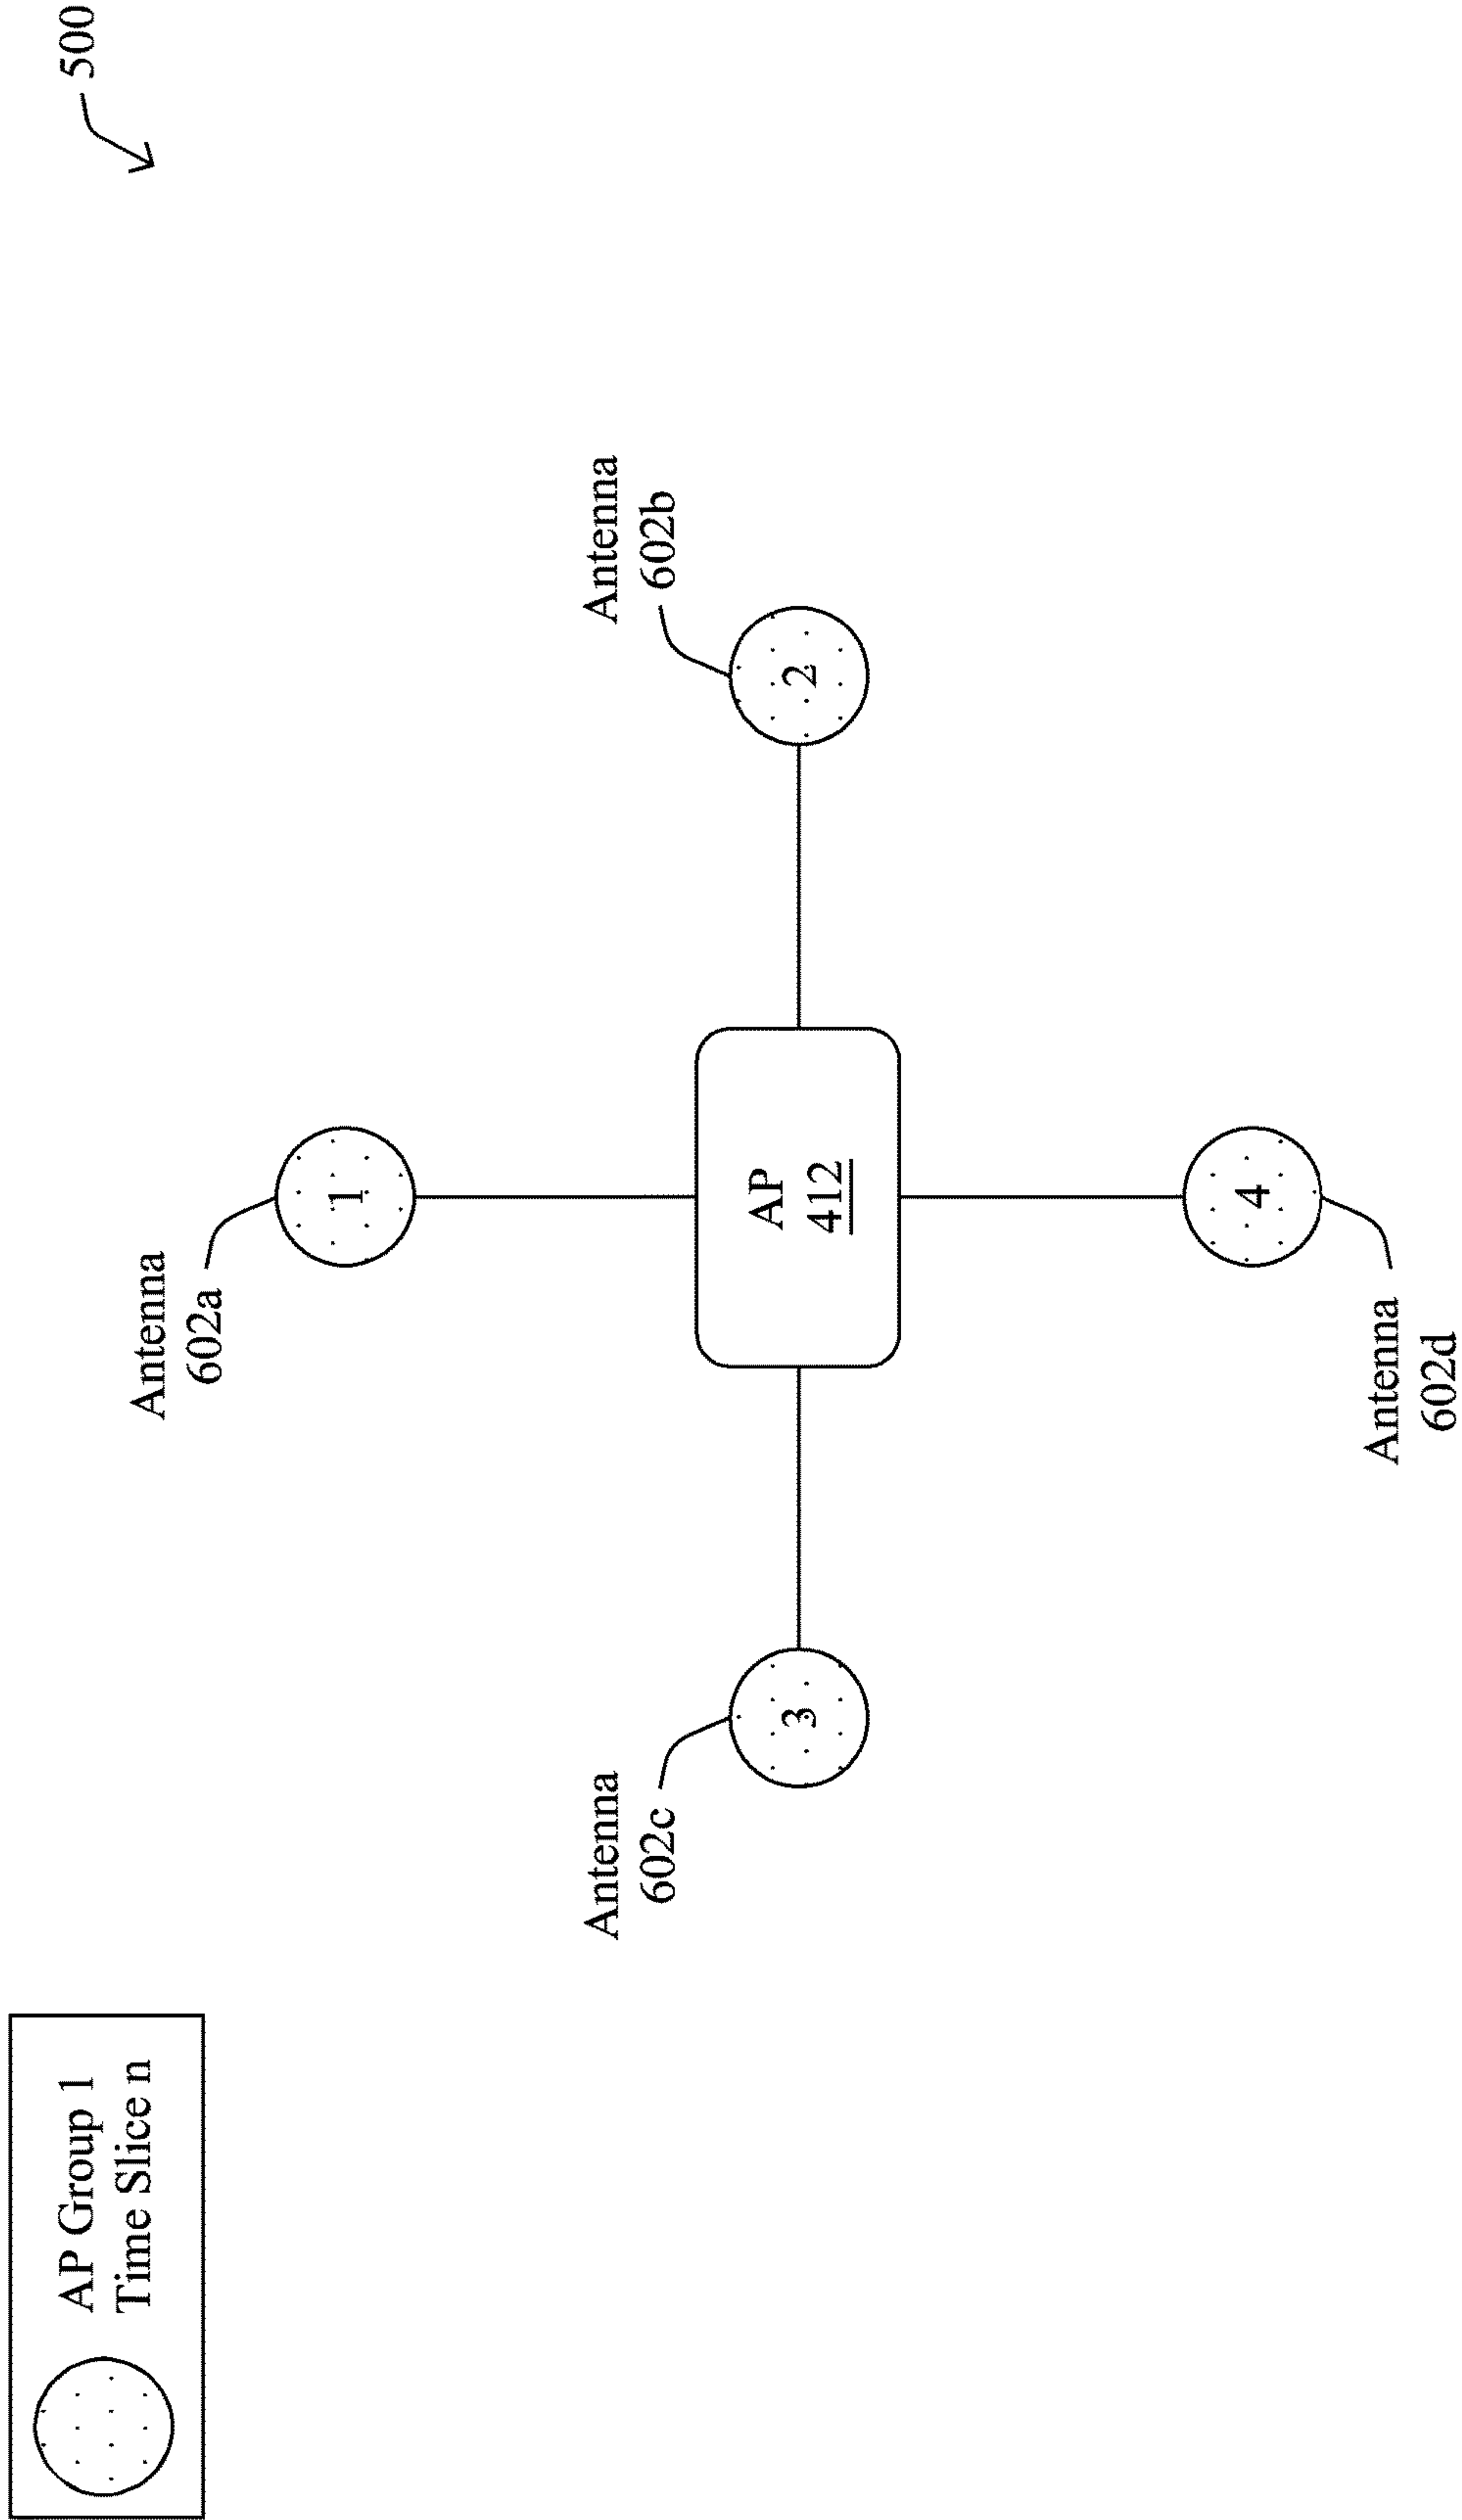 AP Group 1
Time Slice n
500
Antenna
602a
1
Antenna
602c
3
AP
412
Antenna
602b
2
4
Antenna
602d